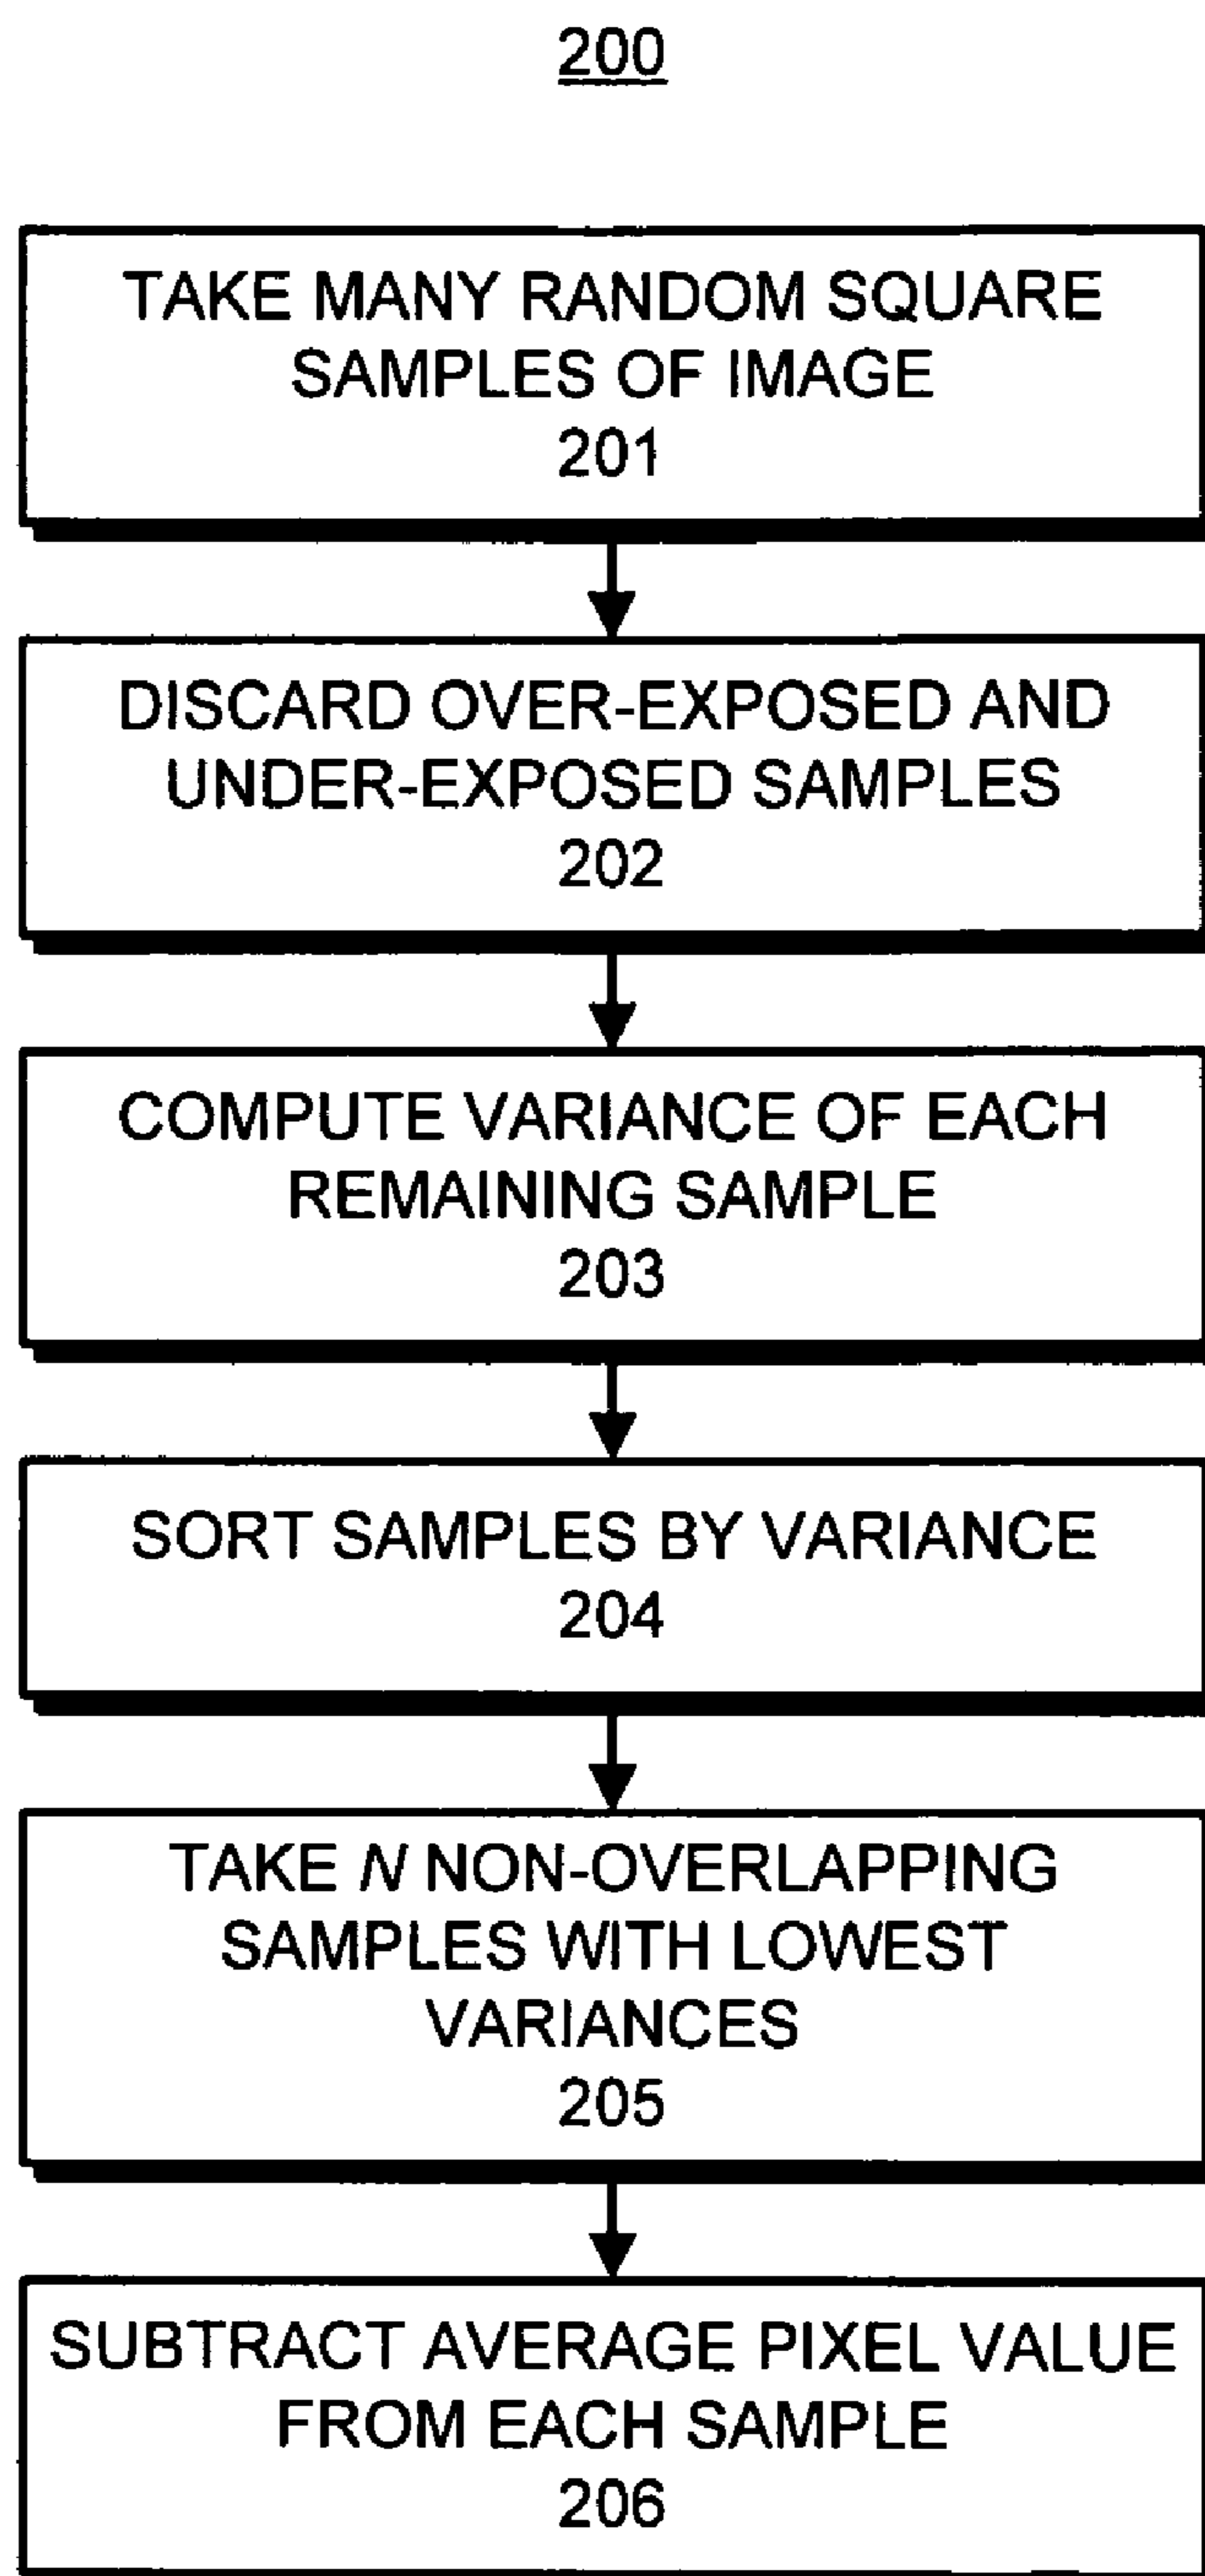 200
TAKE MANY RANDOM SQUARE
SAMPLES OF IMAGE
201
DISCARD OVER-EXPOSED AND
UNDER-EXPOSED SAMPLES
202
COMPUTE VARIANCE OF EACH
REMAINING SAMPLE
203
SORT SAMPLES BY VARIANCE
204
TAKE N NON-OVERLAPPING
SAMPLES WITH LOWEST
VARIANCES
205
SUBTRACT AVERAGE PIXEL VALUE
FROM EACH SAMPLE
206